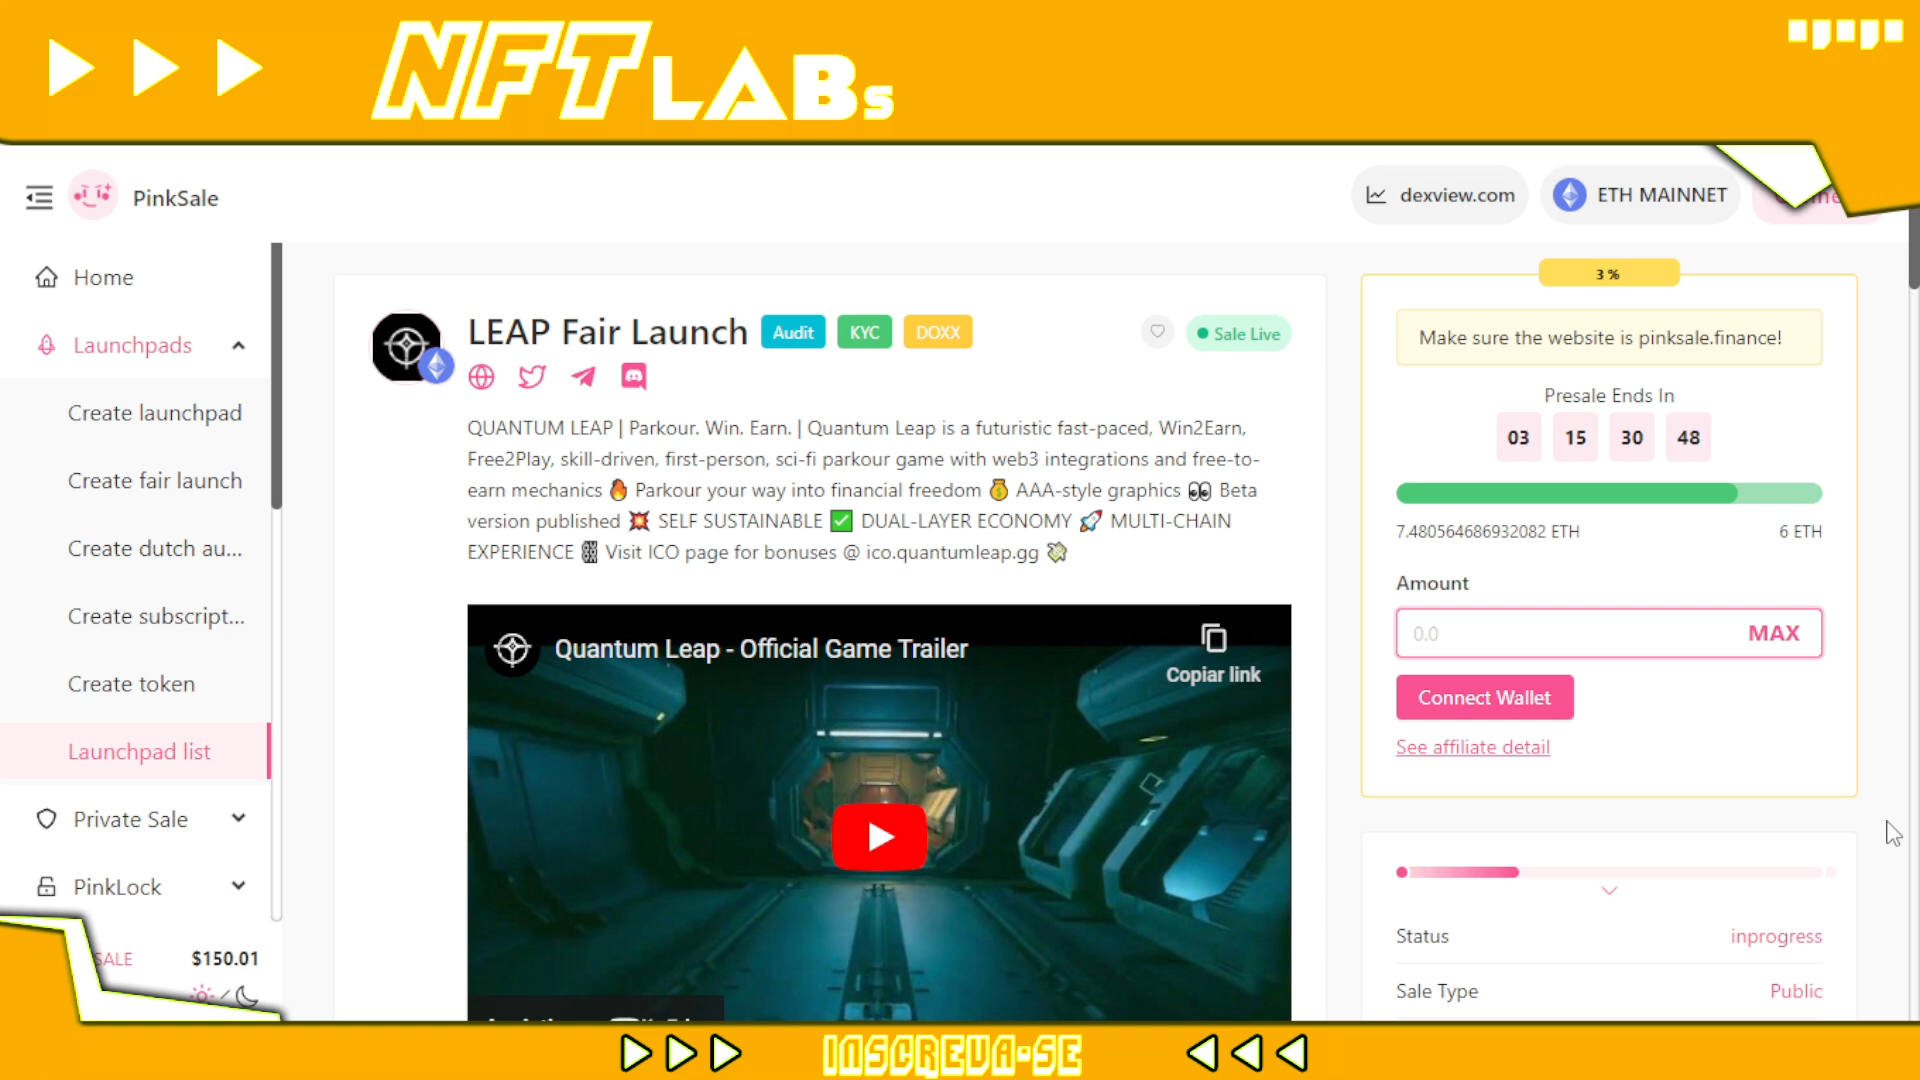 NFT LABs
PinkSale
dexview.com
ETH MAINNET
Home
Launchpads
Create launchpad
Create fair launch
Create dutch au...
Create subscript...
Create token
Launchpad list
Private Sale
PinkLock
SALE
$150.01
LEAP Fair Launch
Audit
KYC
DOXX
Sale Live
QUANTUM LEAP | Parkour. Win. Earn. | Quantum Leap is a futuristic fast-paced, Win2Earn,
Free2Play, skill-driven, first-person, sci-fi parkour game with web3 integrations and free-to-
earn mechanics 🔥 Parkour your way into financial freedom 💰 AAA-style graphics 👀 Beta
version published 💥 SELF SUSTAINABLE ✅ DUAL-LAYER ECONOMY 🚀 MULTI-CHAIN
EXPERIENCE ⛓ Visit ICO page for bonuses @ ico.quantumleap.gg 💸
Quantum Leap - Official Game Trailer
Copiar link
3 %
Make sure the website is pinksale.finance!
Presale Ends In
03 15 30 48
7.480564686932082 ETH
6 ETH
Amount
0.0
MAX
Connect Wallet
See affiliate detail
Status
inprogress
Sale Type
Public
INSCREVA-SE